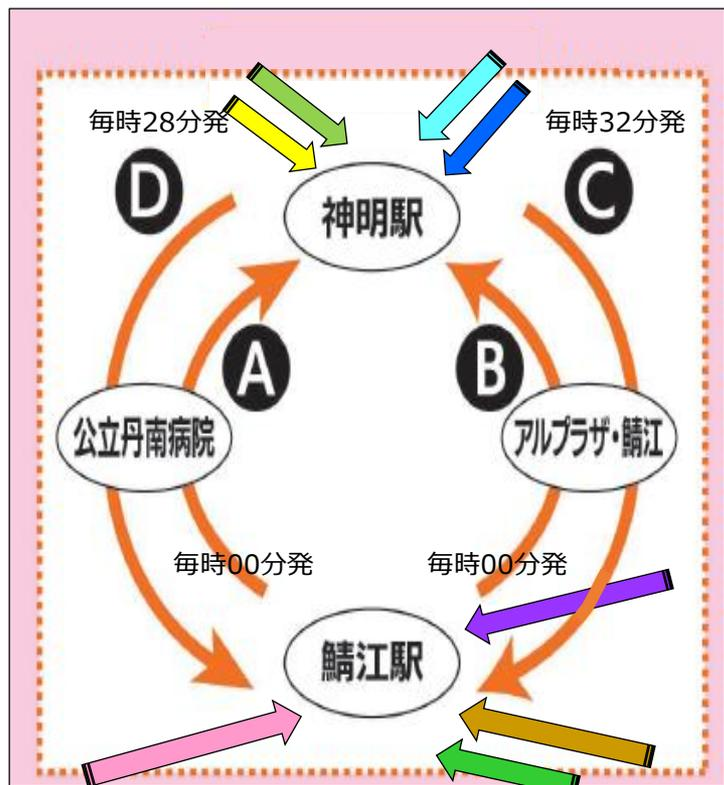 毎時28分発
毎時32分発
D
C
神明駅
A
B
公立丹南病院
アルプラザ・鯖江
毎時00分発
毎時00分発
鯖江駅